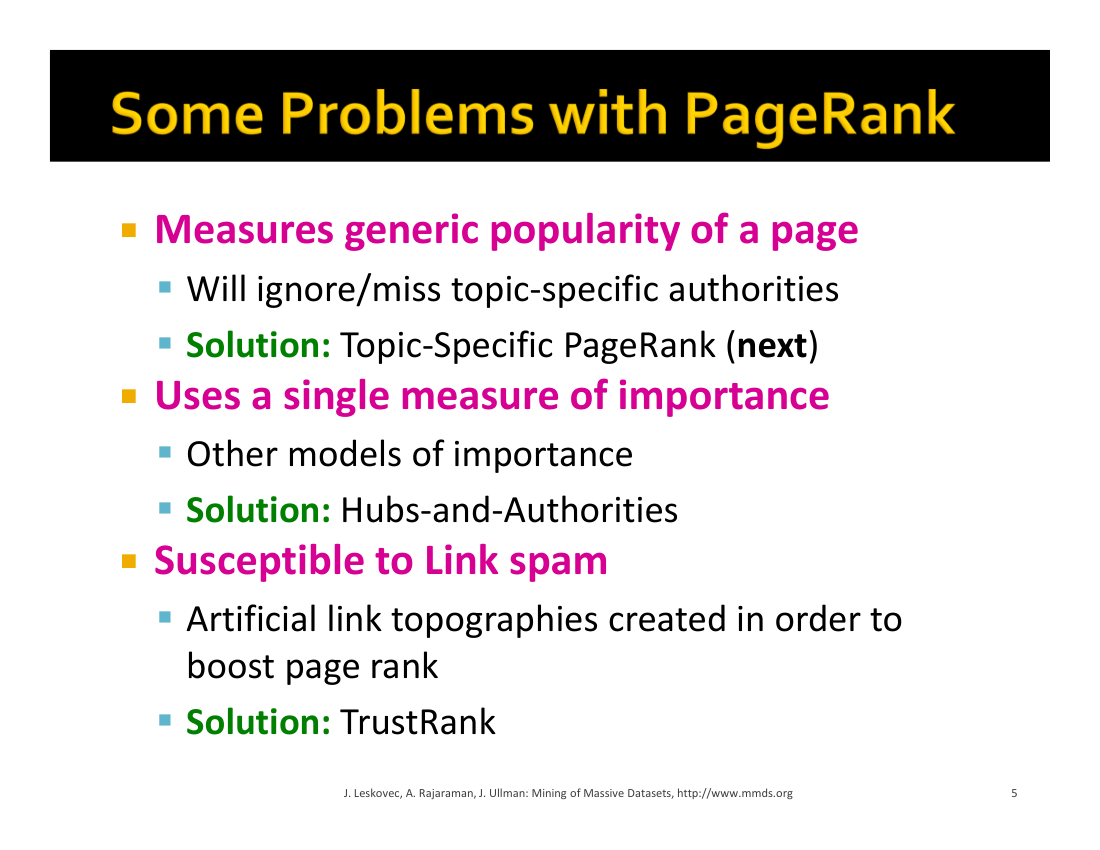 Some Problems with PageRank
Measures generic popularity of a page
Will ignore/miss topic-specific authorities
Solution: Topic-Specific PageRank (next)
Uses a single measure of importance
Other models of importance
Solution: Hubs-and-Authorities
Susceptible to Link spam
Artificial link topographies created in order to
boost page rank
Solution: TrustRank
J. Leskovec, A. Rajaraman, J. Ullman: Mining of Massive Datasets, http://www.mmds.org
5